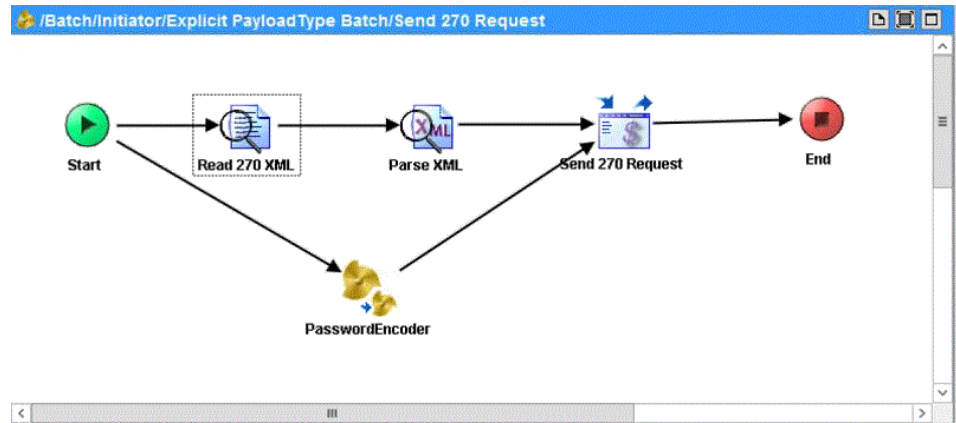 /Batch/Initiator/Explicit PayloadType Batch/Send 270 Request
Start
Read 270 XML
XML
Parse XML
$
Send 270 Request
End
PasswordEncoder